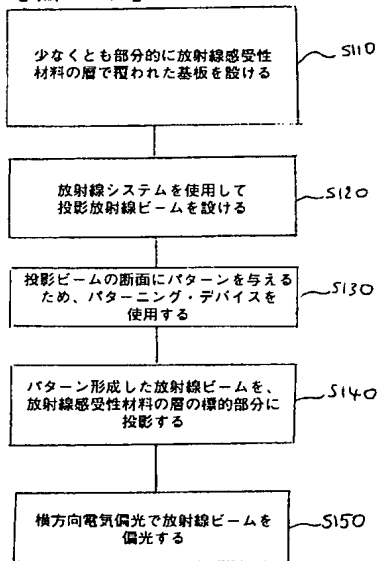 少なくとも部分的に放射線感受性
材料の層で覆われた基板を設ける
S110
放射線システムを使用して
投影放射線ビームを設ける
S120
投影ビームの断面にパターンを与える
ため、パターニング・デバイスを
使用する
S130
パターン形成した放射線ビームを、
放射線感受性材料の層の標的部分に
投影する
S140
横方向電気偏光で放射線ビームを
偏光する
S150